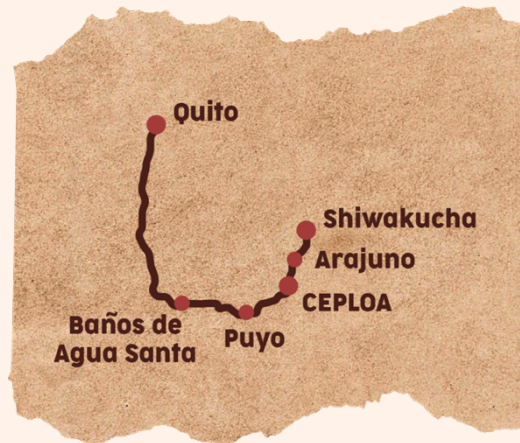 Quito
Shiwakucha
Arajuno
CEPLOA
Baños de
Agua Santa
Puyo